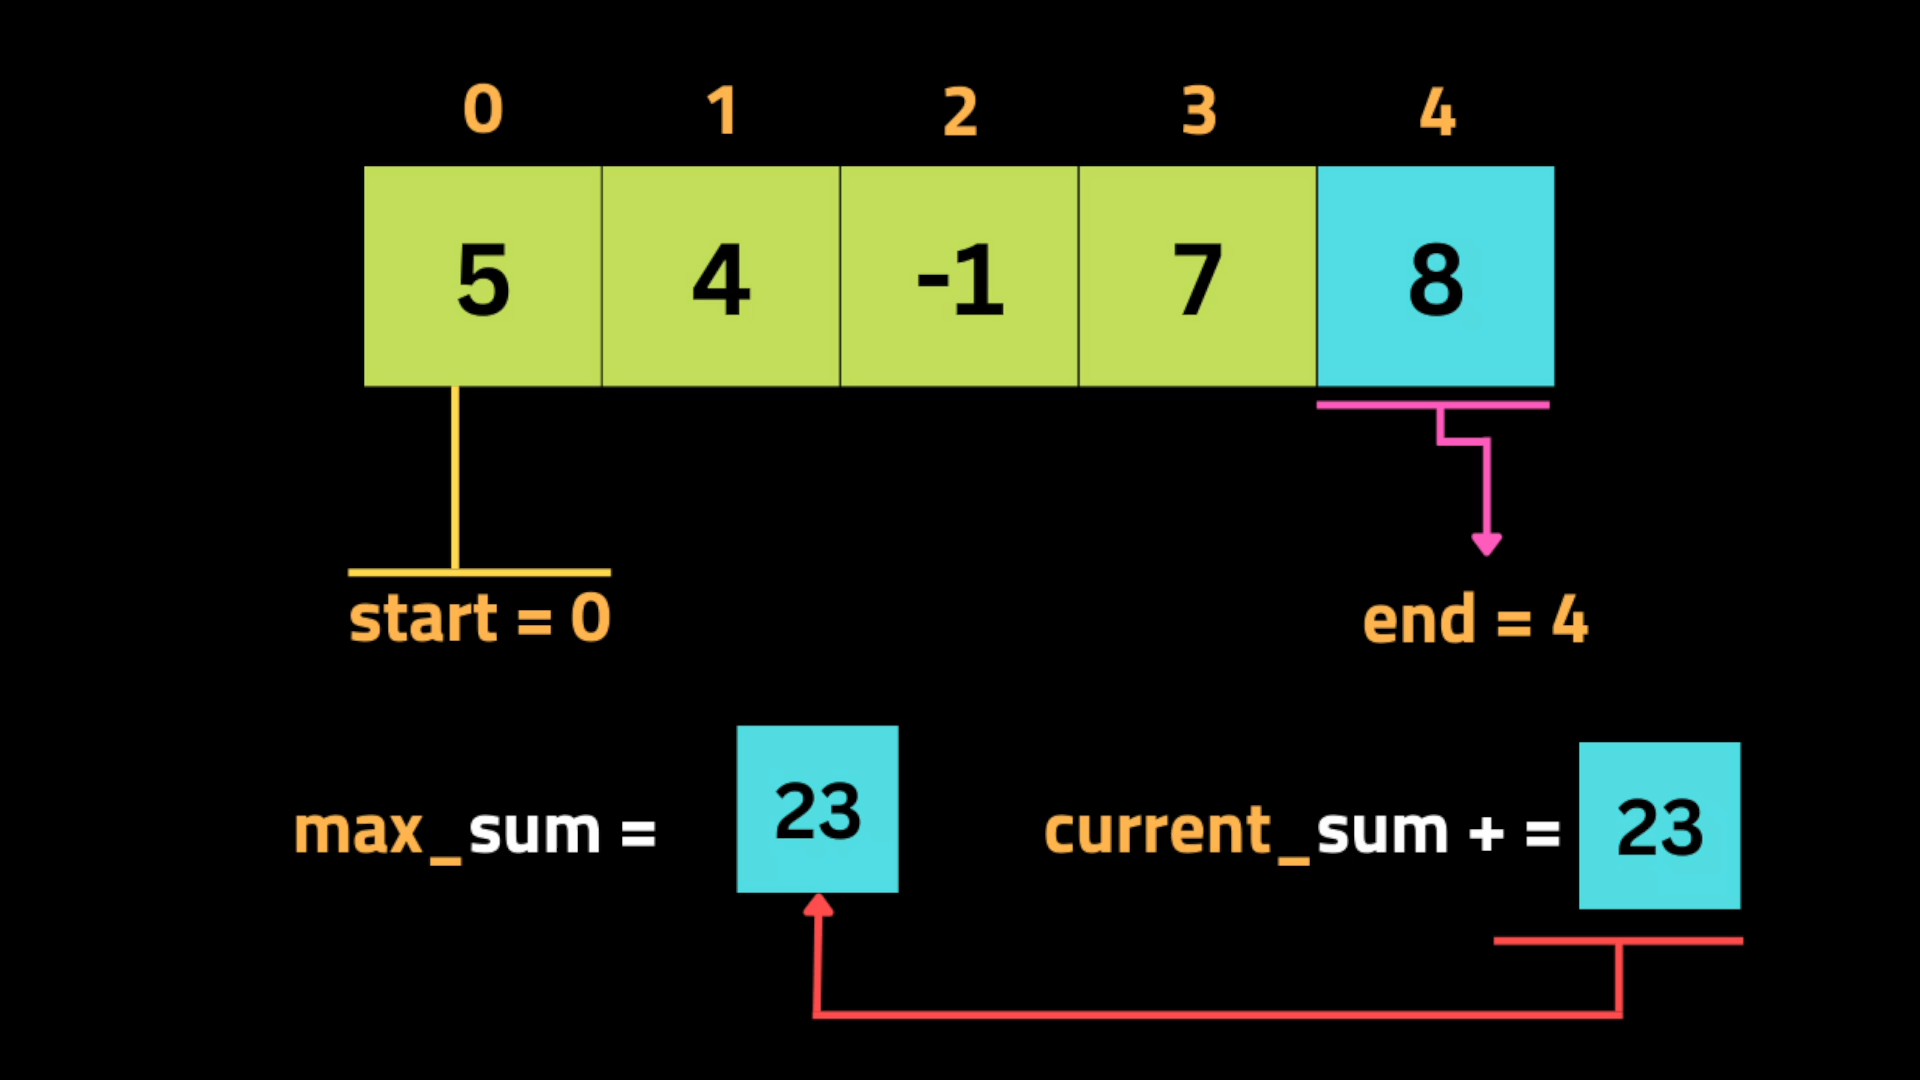 0 1 2 3 4
5 4 -1 7 8
start = 0 end = 4
max_sum = 23 current_sum + = 23